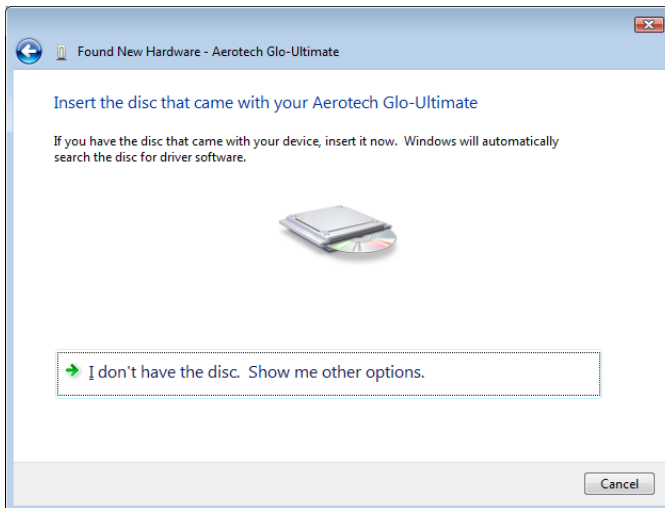 Found New Hardware - Aerotech Glo-Ultimate
Insert the disc that came with your Aerotech Glo-Ultimate
If you have the disc that came with your device, insert it now.  Windows will automatically
search the disc for driver software.
I don't have the disc.  Show me other options.
Cancel